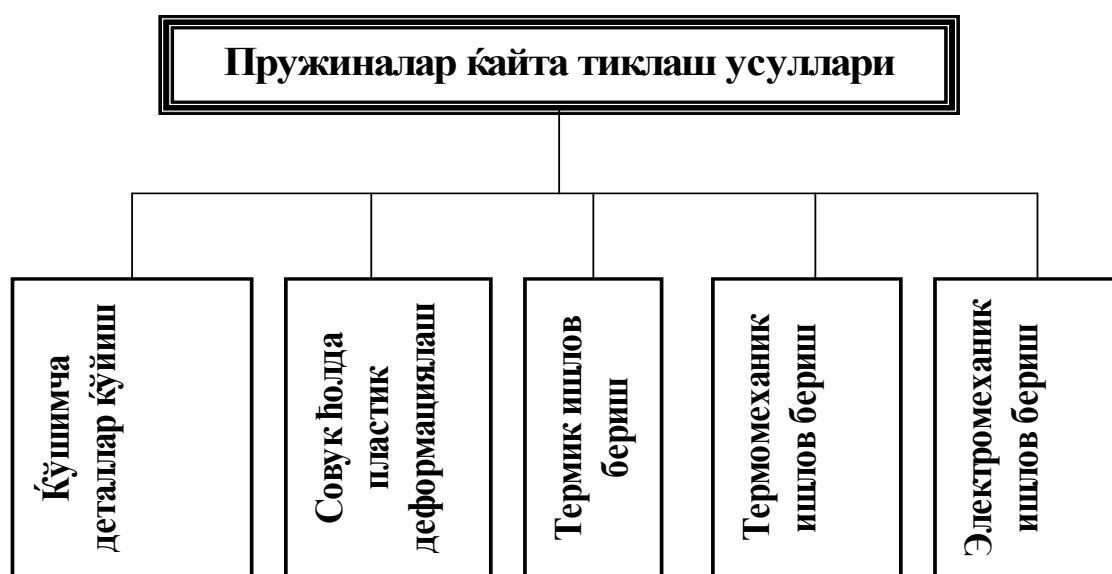 Пружиналар ќайта тиклаш усуллари
Ќўшимча
деталлар ќўйиш
Совук ћолда
пластик
деформациялаш
Термик ишлов
бериш
Термомеханик
ишлов бериш
Электромеханик
ишлов бериш